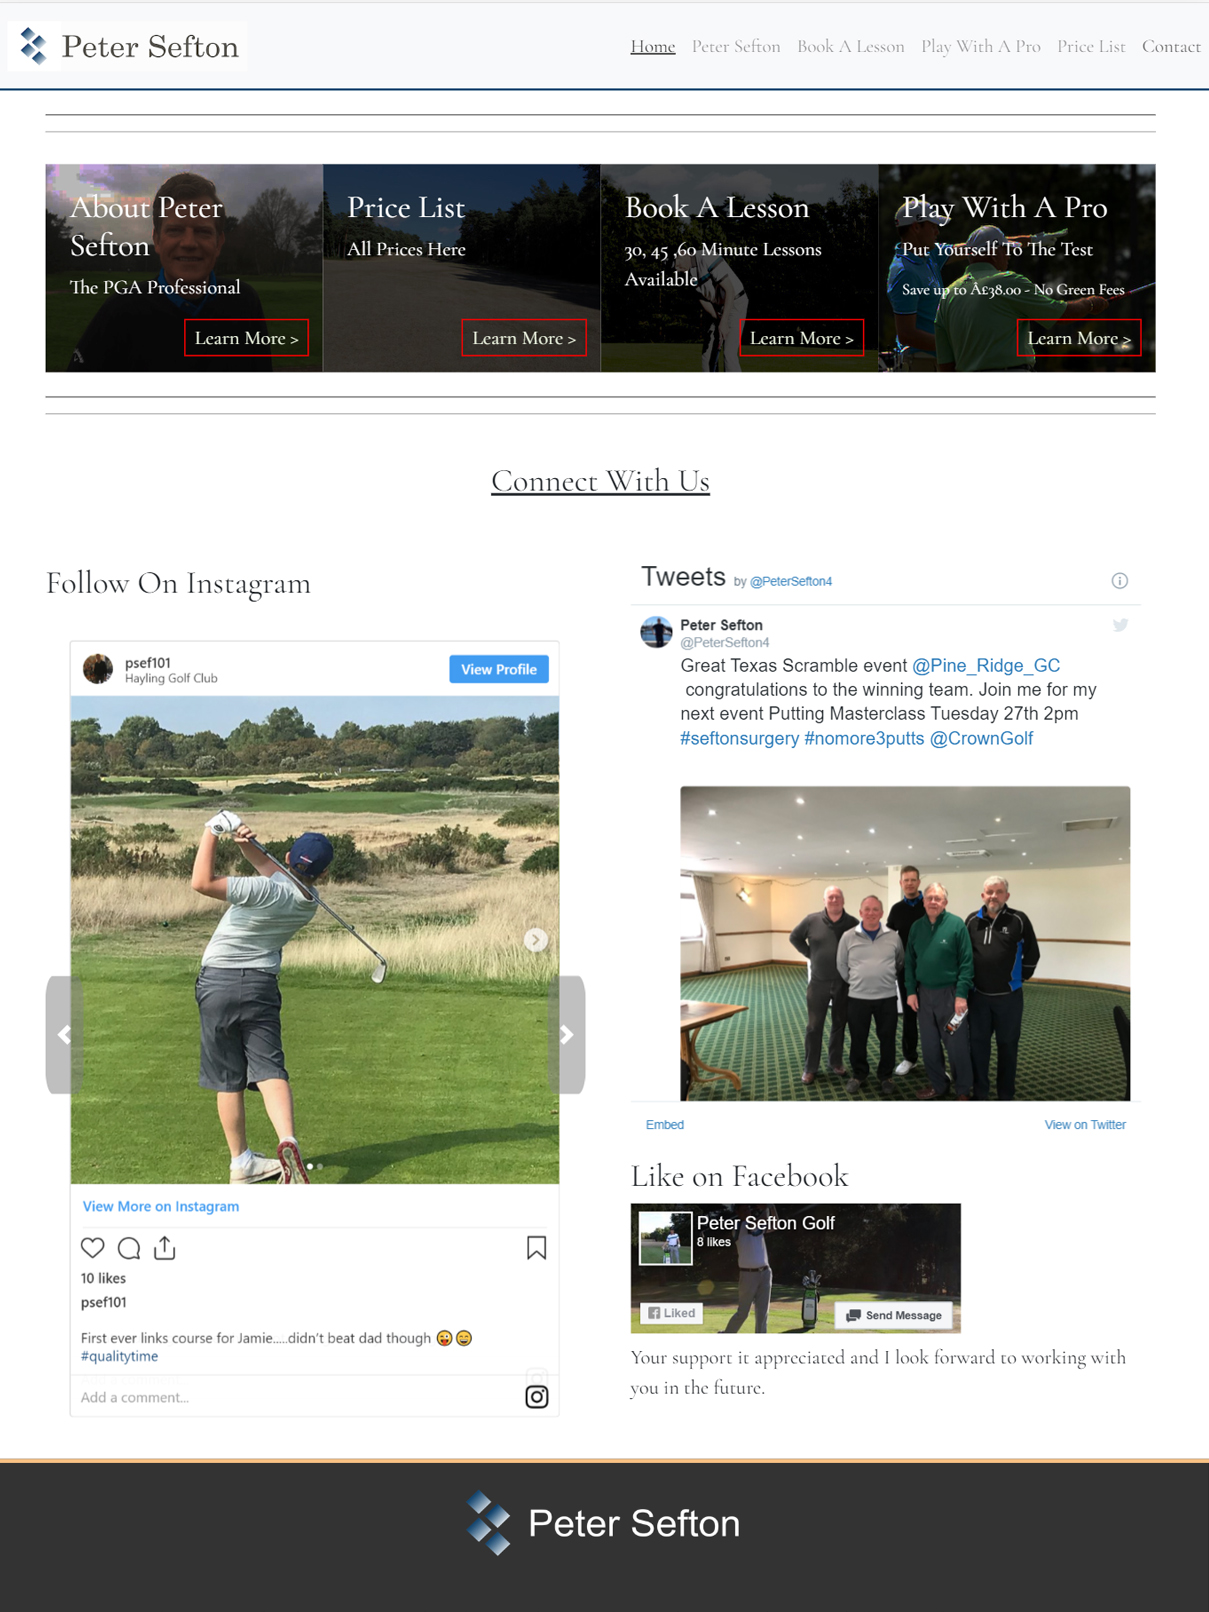 Peter Sefton
Home Peter Sefton Book A Lesson Play With A Pro Price List Contact
About Peter
Sefton
The PGA Professional
Learn More >
Price List
All Prices Here
Learn More >
Book A Lesson
30, 45 ,60 Minute Lessons
Available
Learn More >
Play With A Pro
Put Yourself To The Test
Save up to Â£38.00 - No Green Fees
Learn More >
Connect With Us
Follow On Instagram
psef101
Hayling Golf Club
View Profile
View More on Instagram
10 likes
psef101
First ever links course for Jamie.....didn't beat dad though 😜😄
#qualitytime
Add a comment...
Tweets by @PeterSefton4
Peter Sefton
@PeterSefton4
Great Texas Scramble event @Pine_Ridge_GC
congratulations to the winning team. Join me for my
next event Putting Masterclass Tuesday 27th 2pm
#seftonsurgery #nomore3putts @CrownGolf
Embed
View on Twitter
Like on Facebook
Peter Sefton Golf
8 likes
Liked
Send Message
Your support it appreciated and I look forward to working with
you in the future.
Peter Sefton